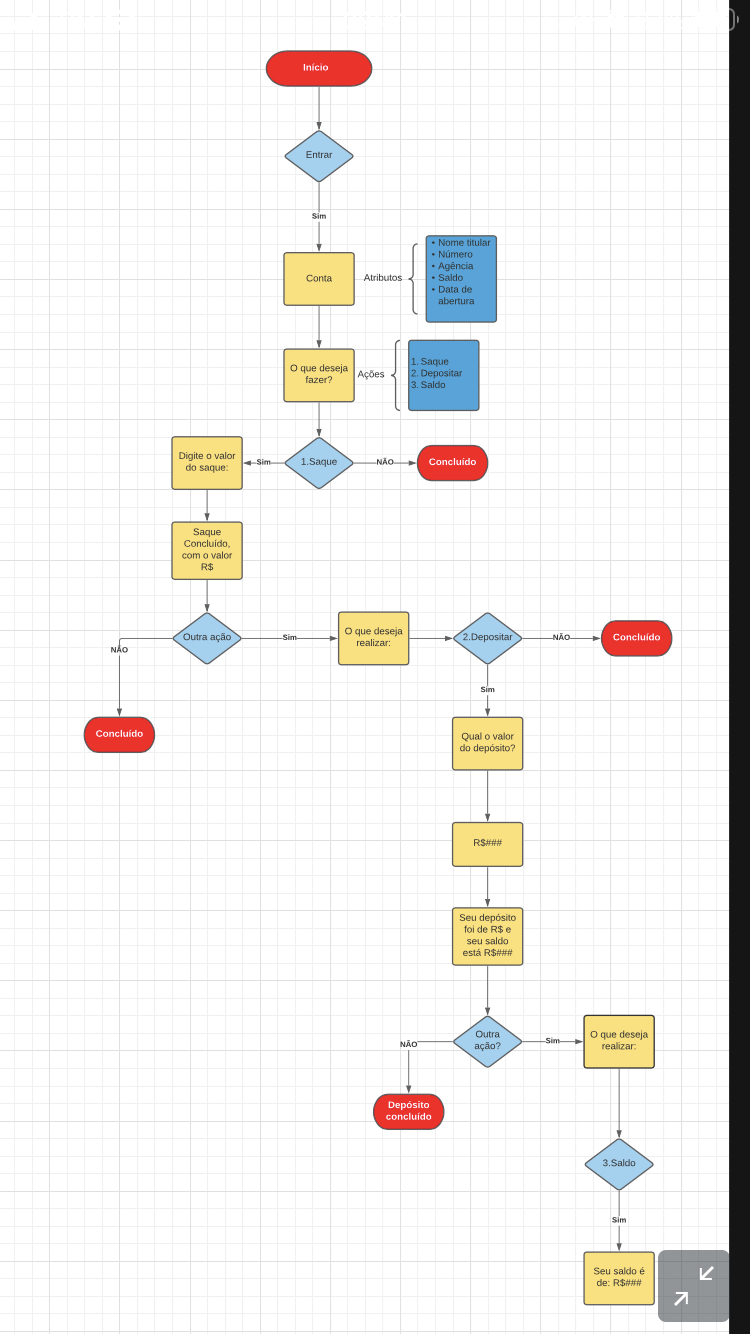 Início
Entrar
Sim
Conta
Atributos
• Nome titular
• Número
• Agência
• Saldo
• Data de
abertura
O que deseja
fazer?
Ações
1. Saque
2. Depositar
3. Saldo
Digite o valor
do saque:
Sim
1.Saque
NÃO
Concluído
Saque
Concluído,
com o valor
R$
Outra ação
Sim
O que deseja
realizar:
2.Depositar
NÃO
Concluído
NÃO
Concluído
Sim
Qual o valor
do depósito?
R$###
Seu depósito
foi de R$ e
seu saldo
está R$###
Outra
ação?
NÃO
Sim
O que deseja
realizar:
Depósito
concluído
3.Saldo
Sim
Seu saldo é
de: R$###